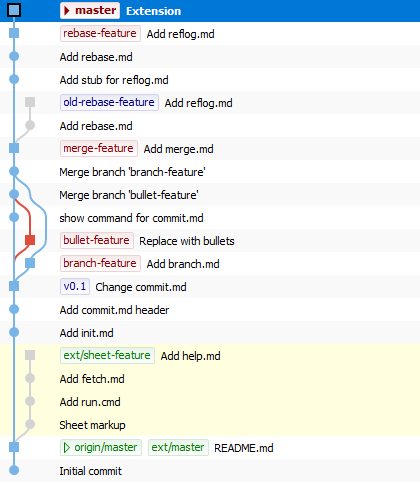 master Extension
rebase-feature Add reflog.md
Add rebase.md
Add stub for reflog.md
old-rebase-feature Add reflog.md
Add rebase.md
merge-feature Add merge.md
Merge branch 'branch-feature'
Merge branch 'bullet-feature'
show command for commit.md
bullet-feature Replace with bullets
branch-feature Add branch.md
v0.1 Change commit.md
Add commit.md header
Add init.md
ext/sheet-feature Add help.md
Add fetch.md
Add run.cmd
Sheet markup
origin/master ext/master README.md
Initial commit